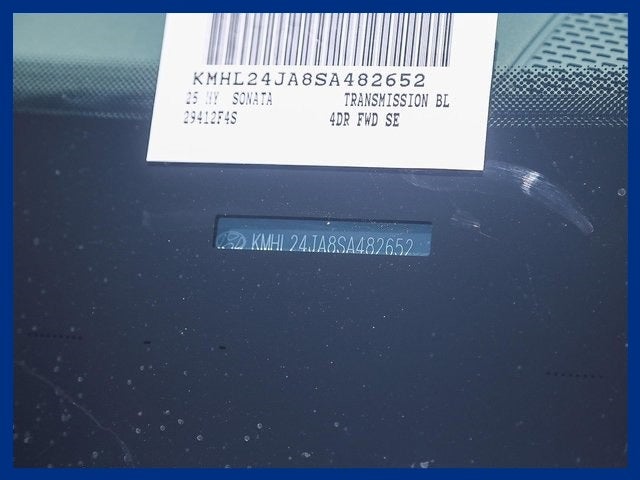 KMHL24JA8SA482652
25 HY SONATA TRANSMISSION BL
29412F4S 4DR FWD SE
KMHL24JA8SA482652